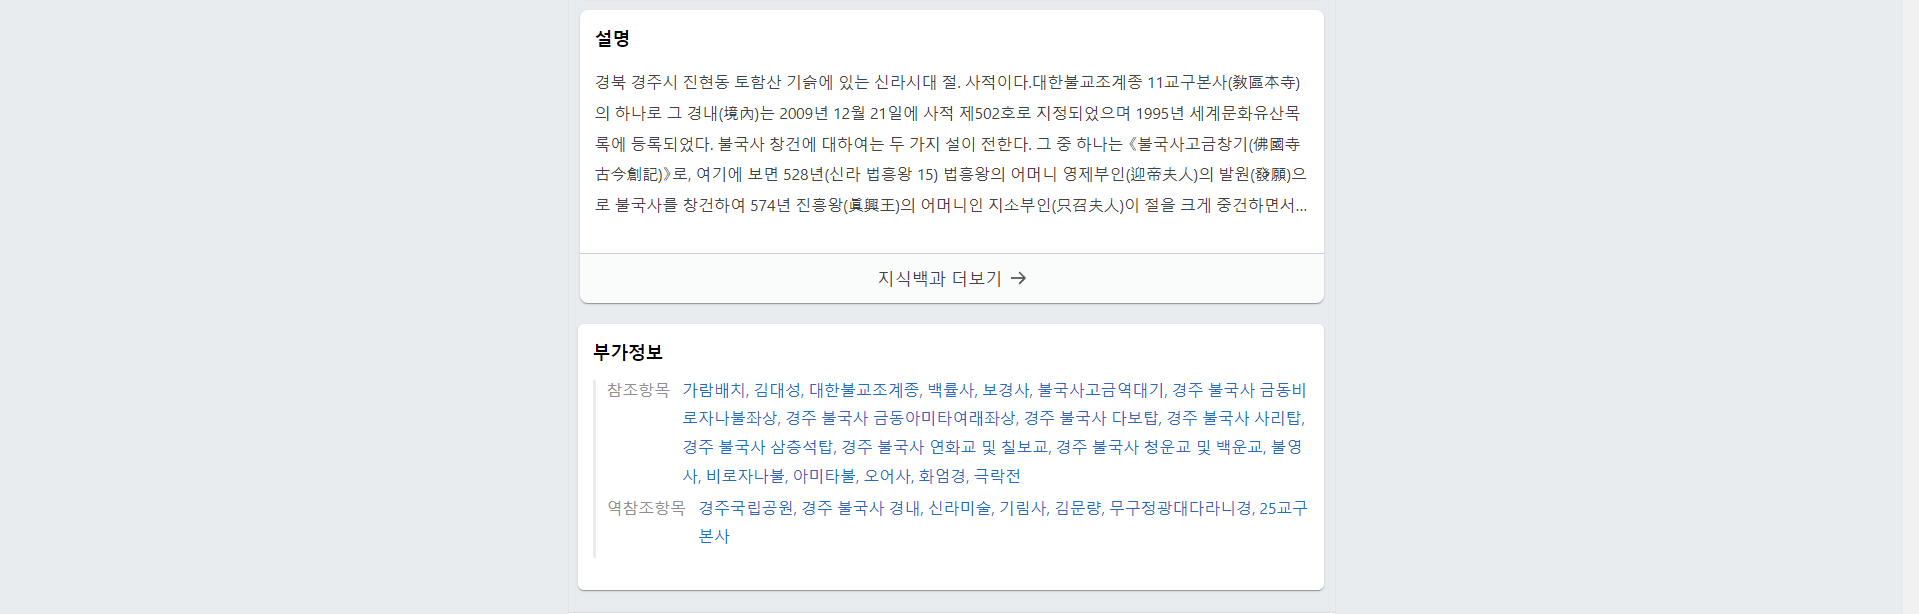 설명
경북 경주시 진현동 토함산 기슭에 있는 신라시대 절. 사적이다.대한불교조계종 11교구본사(敎區本寺)
의 하나로 그 경내(境內)는 2009년 12월 21일에 사적 제502호로 지정되었으며 1995년 세계문화유산목
록에 등록되었다. 불국사 창건에 대하여는 두 가지 설이 전한다. 그 중 하나는 《불국사고금창기(佛國寺
古今創記)》로, 여기에 보면 528년(신라 법흥왕 15) 법흥왕의 어머니 영제부인(迎帝夫人)의 발원(發願)으
로 불국사를 창건하여 574년 진흥왕(眞興王)의 어머니인 지소부인(只召夫人)이 절을 크게 중건하면서...
지식백과 더보기 →
부가정보
참조항목 가람배치, 김대성, 대한불교조계종, 백률사, 보경사, 불국사고금역대기, 경주 불국사 금동비
로자나불좌상, 경주 불국사 금동아미타여래좌상, 경주 불국사 다보탑, 경주 불국사 사리탑,
경주 불국사 삼층석탑, 경주 불국사 연화교 및 칠보교, 경주 불국사 청운교 및 백운교, 불영
사, 비로자나불, 아미타불, 오어사, 화엄경, 극락전
역참조항목 경주국립공원, 경주 불국사 경내, 신라미술, 기림사, 김문량, 무구정광대다라니경, 25교구
본사